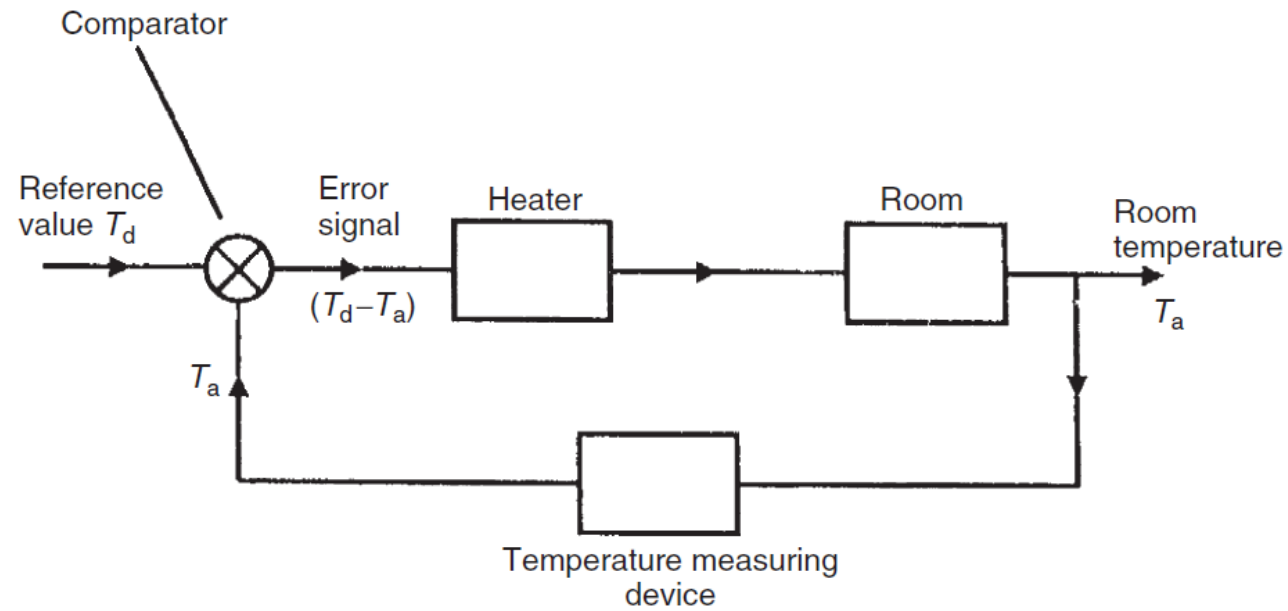 Comparator
Reference
value Td
Error
signal
(Td–Ta)
Heater
Room
Room
temperature
Ta
Ta
Temperature measuring
device